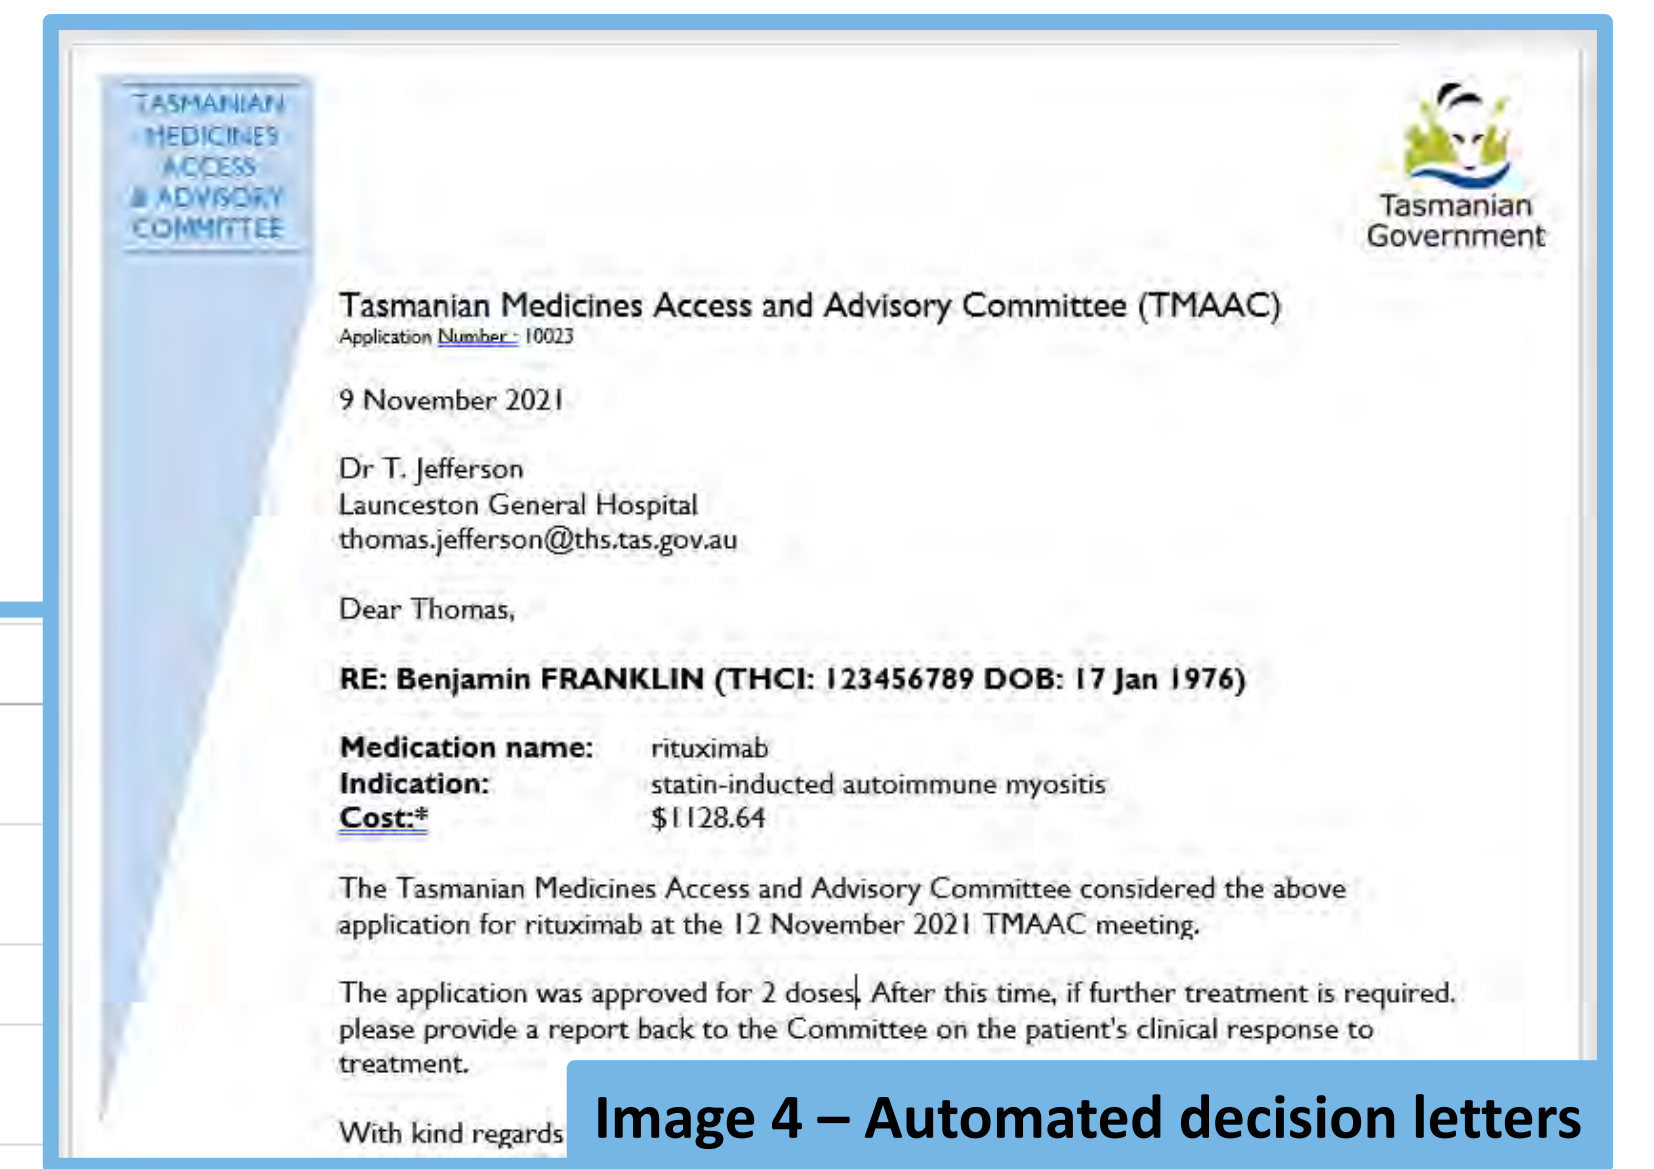 TASMANIAN
MEDICINES
ACCESS
& ADVISORY
COMMITTEE
Tasmanian
Government
Tasmanian Medicines Access and Advisory Committee (TMAAC)
Application Number : 10023
9 November 2021
Dr T. Jefferson
Launceston General Hospital
thomas.jefferson@ths.tas.gov.au
Dear Thomas,
RE: Benjamin FRANKLIN (THCI: 123456789 DOB: 17 Jan 1976)
Medication name: rituximab
Indication: statin-inducted autoimmune myositis
Cost:* $1128.64
The Tasmanian Medicines Access and Advisory Committee considered the above
application for rituximab at the 12 November 2021 TMAAC meeting.
The application was approved for 2 doses. After this time, if further treatment is required.
please provide a report back to the Committee on the patient's clinical response to
treatment.
With kind regards
Image 4 – Automated decision letters